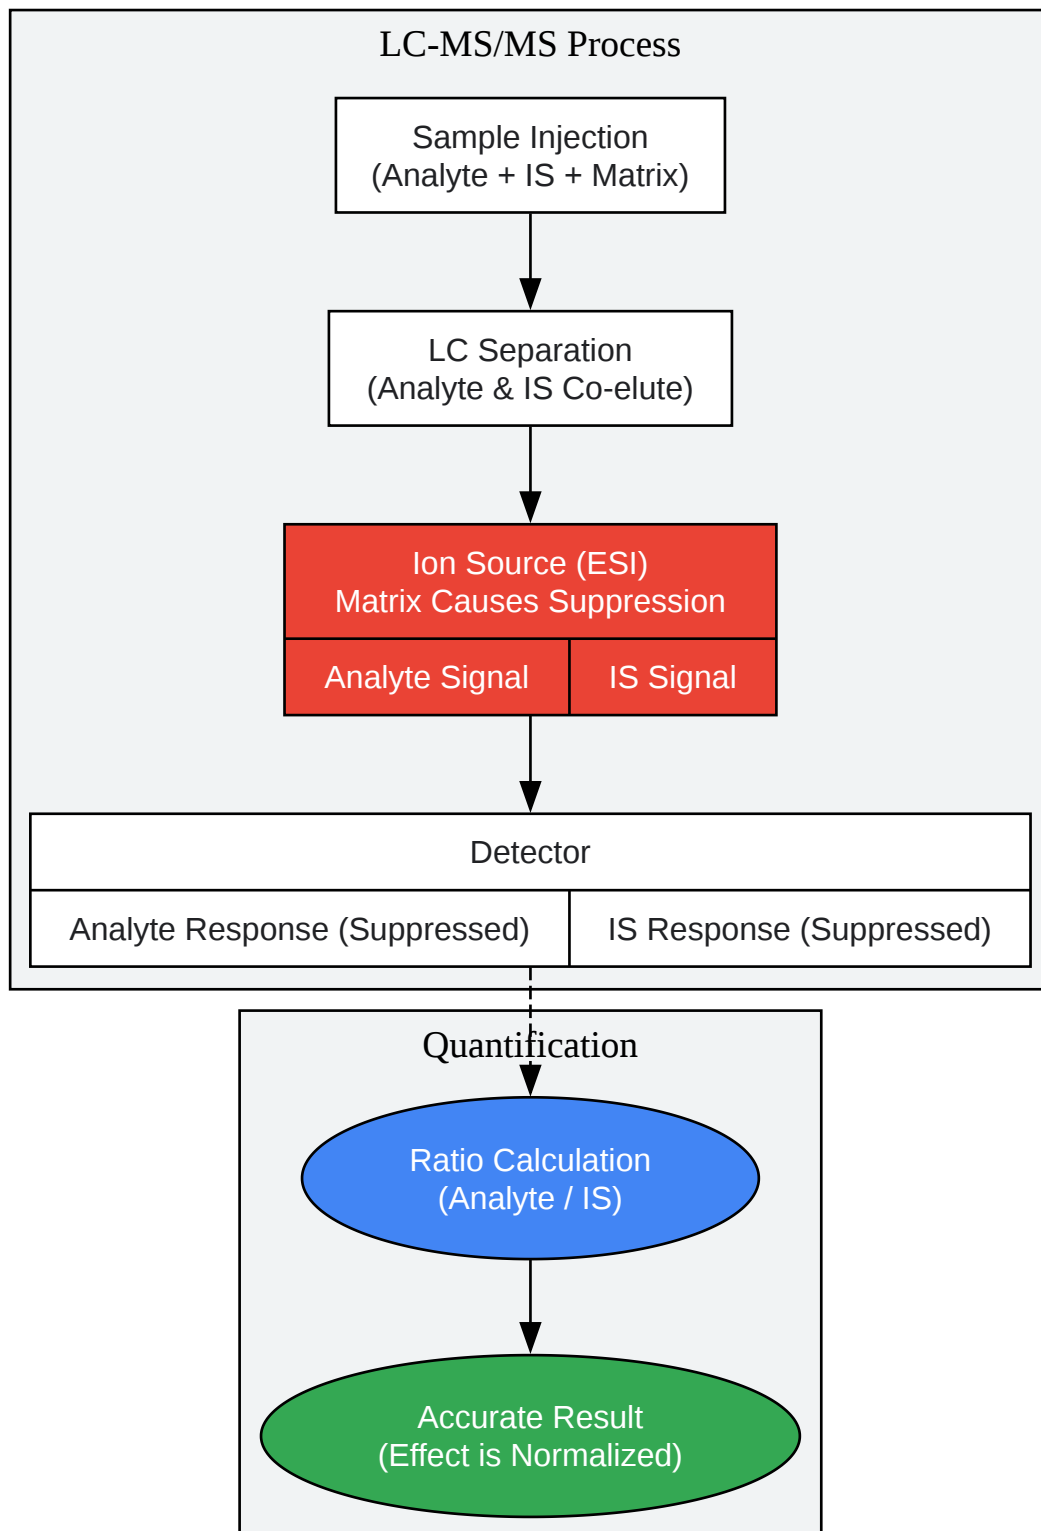 LC-MS/MS Process
Sample Injection
(Analyte + IS + Matrix)
LC Separation
(Analyte & IS Co-elute)
Ion Source (ESI)
Matrix Causes Suppression
Analyte Signal
IS Signal
Detector
Analyte Response (Suppressed)
IS Response (Suppressed)
Quantification
Ratio Calculation
(Analyte / IS)
Accurate Result
(Effect is Normalized)